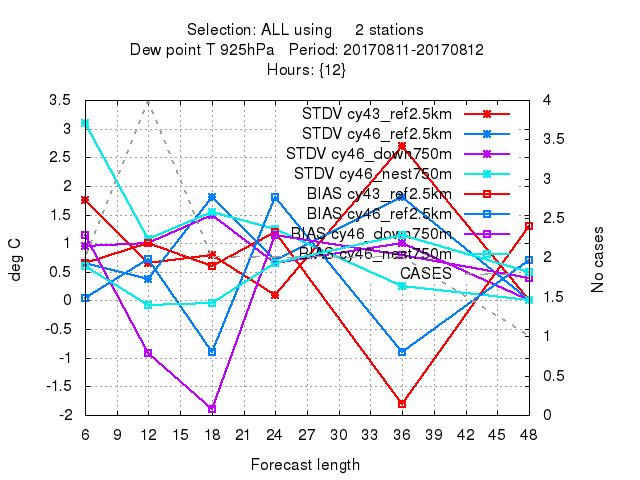 Selection: ALL using 2 stations
Dew point T 925hPa Period: 20170811-20170812
Hours: {12}
3.5
3
2.5
2
1.5
1
0.5
0
-0.5
-1
-1.5
-2
deg C
STDV cy43_ref2.5km
STDV cy46_ref2.5km
STDV cy46_down750m
STDV cy46_nest750m
BIAS cy43_ref2.5km
BIAS cy46_ref2.5km
BIAS cy46_down750m
BIAS cy46_nest750m
CASES
4
3.5
3
2.5
2
1.5
1
0.5
0
No cases
6 9 12 15 18 21 24 27 30 33 36 39 42 45 48
Forecast length